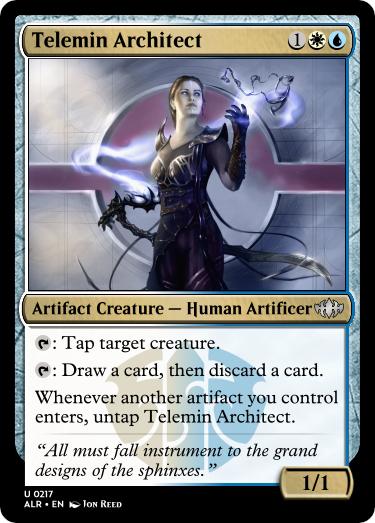 Telemin Architect 1
Artifact Creature — Human Artificer
: Tap target creature.
: Draw a card, then discard a card.
Whenever another artifact you control
enters, untap Telemin Architect.
“All must fall instrument to the grand
designs of the sphinxes.”
1/1
U 0217
ALR • EN Jon Reed